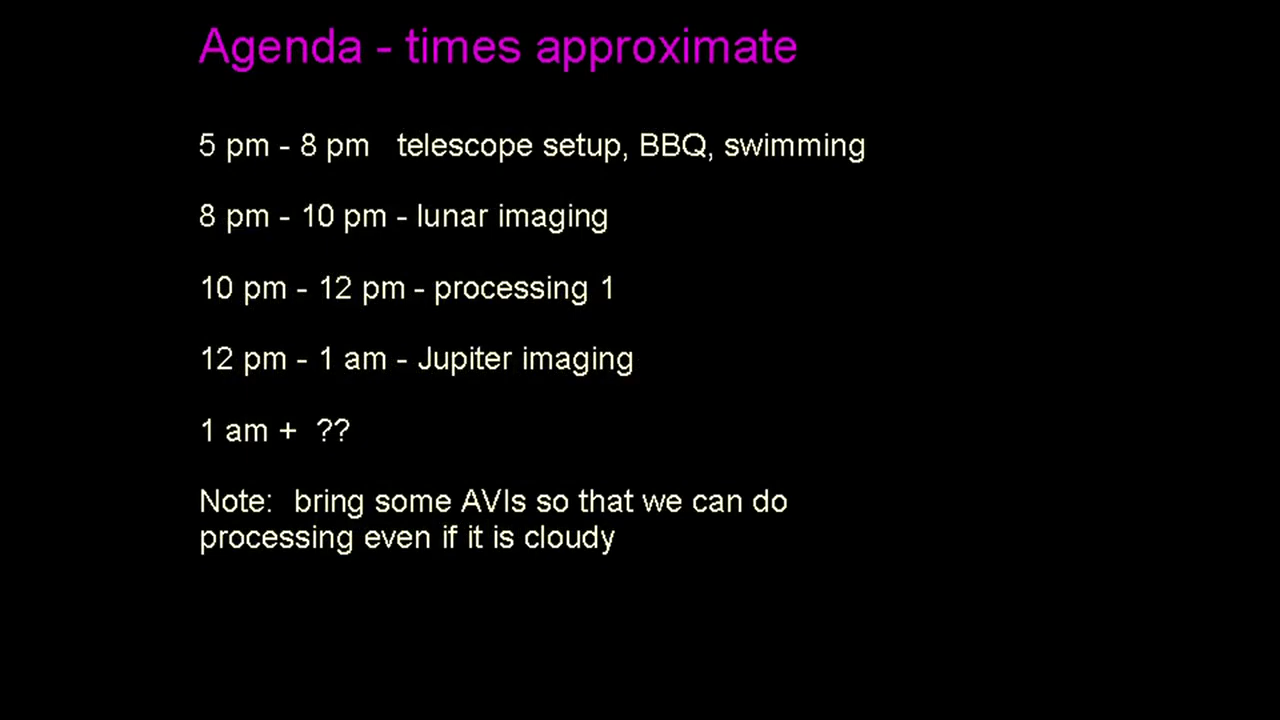 Agenda - times approximate
5 pm - 8 pm telescope setup, BBQ, swimming
8 pm - 10 pm - lunar imaging
10 pm - 12 pm - processing 1
12 pm - 1 am - Jupiter imaging
1 am + ??
Note: bring some AVIs so that we can do
processing even if it is cloudy